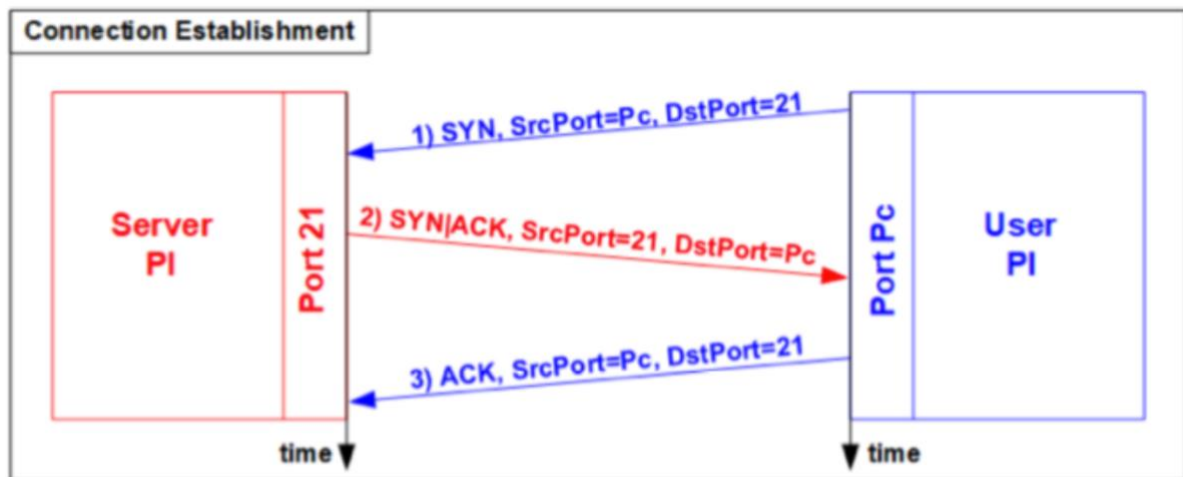 Connection Establishment
1) SYN, SrcPort=Pc, DstPort=21
Server
PI
Port 21
2) SYN|ACK, SrcPort=21, DstPort=Pc
Port Pc
User
PI
3) ACK, SrcPort=Pc, DstPort=21
time
time